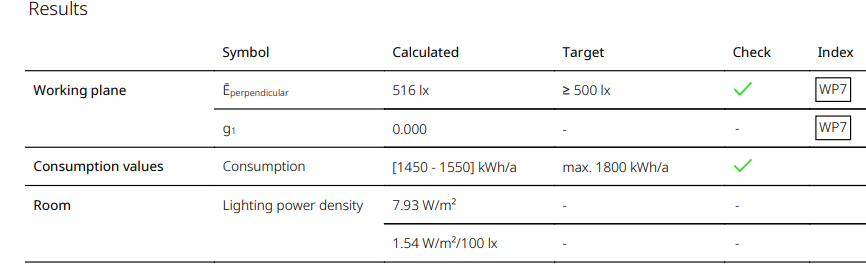 Results
Symbol Calculated Target Check Index
Working plane Ēperpendicular 516 lx ≥ 500 lx WP7
g1 0.000 - - WP7
Consumption values Consumption [1450 - 1550] kWh/a max. 1800 kWh/a
Room Lighting power density 7.93 W/m² - -
1.54 W/m²/100 lx - -